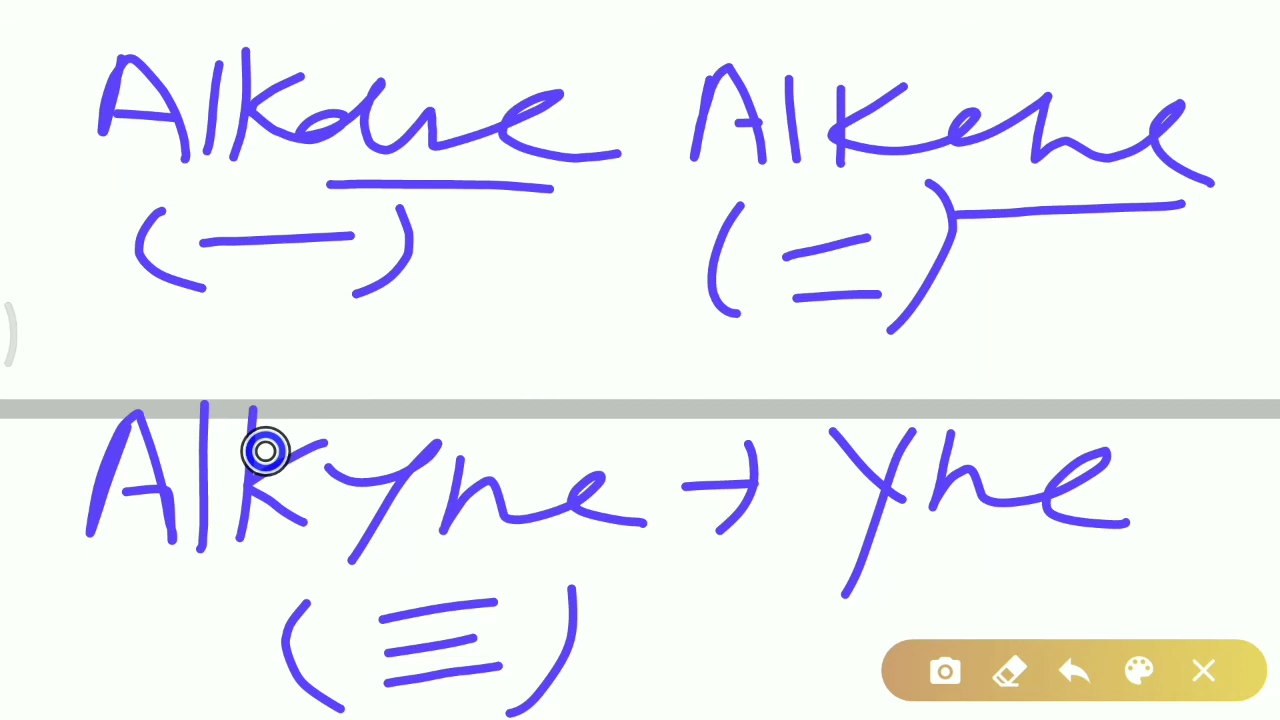 Alkane Alkene
(—) (=)
Alkyne → Yne
(≡)